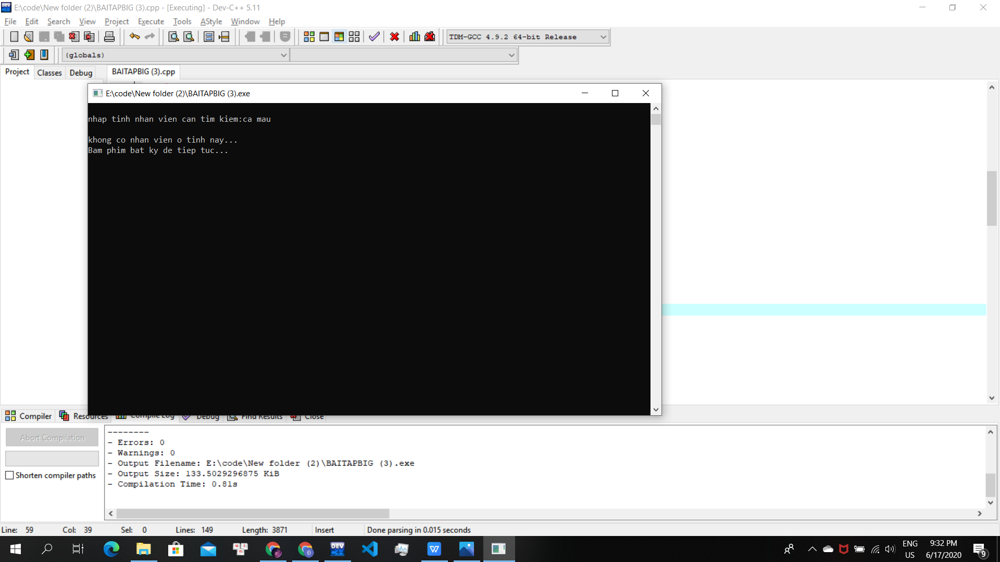 E:\code\New folder (2)\BAITAPBIG (3).cpp - [Executing] - Dev-C++ 5.11
File Edit Search View Project Execute Tools AStyle Window Help
TDM-GCC 4.9.2 64-bit Release
(globals)
Project Classes Debug BAITAPBIG (3).cpp
E:\code\New folder (2)\BAITAPBIG (3).exe
nhap tinh nhan vien can tim kiem:ca mau
khong co nhan vien o tinh nay...
Bam phim bat ky de tiep tuc...
Compiler Resources Compile Log Debug Find Results Close
Abort Compilation
Shorten compiler paths
--------
- Errors: 0
- Warnings: 0
- Output Filename: E:\code\New folder (2)\BAITAPBIG (3).exe
- Output Size: 133.5029296875 KiB
- Compilation Time: 0.81s
Line: 59 Col: 39 Sel: 0 Lines: 149 Length: 3871 Insert Done parsing in 0.015 seconds
ENG
US
9:32 PM
6/17/2020
9